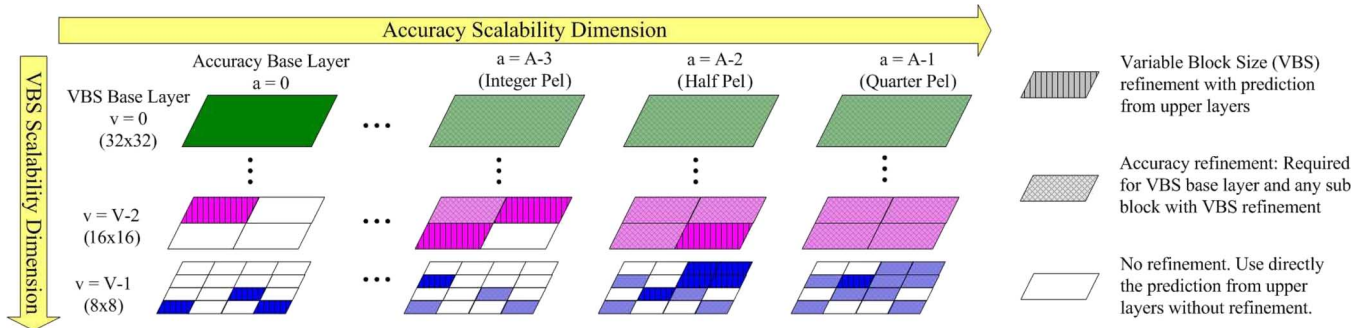 Accuracy Scalability Dimension
VBS Scalability Dimension
Accuracy Base Layer
a = 0
a = A-3
(Integer Pel)
a = A-2
(Half Pel)
a = A-1
(Quarter Pel)
VBS Base Layer
v = 0
(32x32)
v = V-2
(16x16)
v = V-1
(8x8)
Variable Block Size (VBS)
refinement with prediction
from upper layers
Accuracy refinement: Required
for VBS base layer and any sub
block with VBS refinement
No refinement. Use directly
the prediction from upper
layers without refinement.